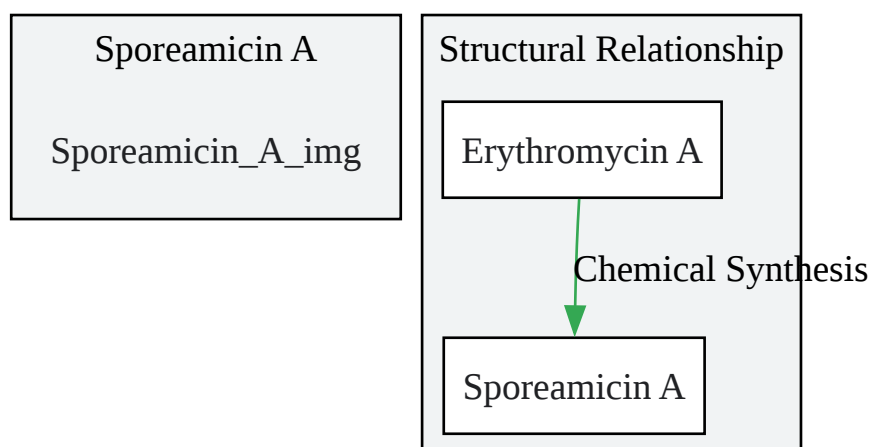 Sporeamicin A
Sporeamicin_A_img
Structural Relationship
Erythromycin A
Chemical Synthesis
Sporeamicin A